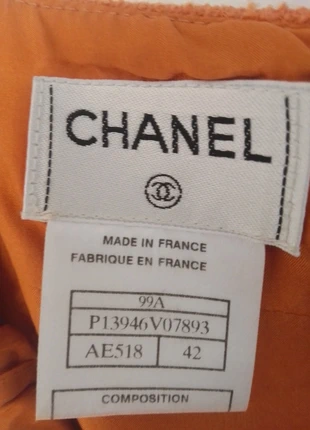 CHANEL
MADE IN FRANCE
FABRIQUE EN FRANCE
99A
P13946V07893
AE518 42
COMPOSITION